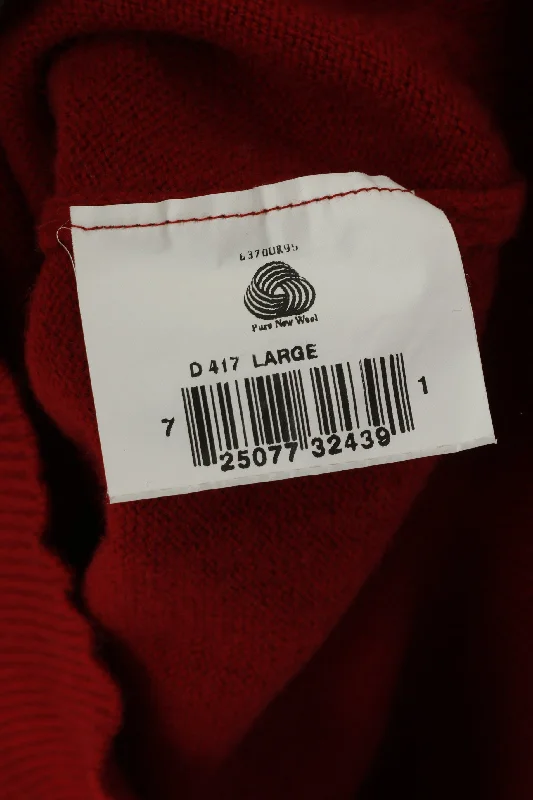 6370UR95
Pure New Wool
D 417 LARGE
7 25077 32439 1